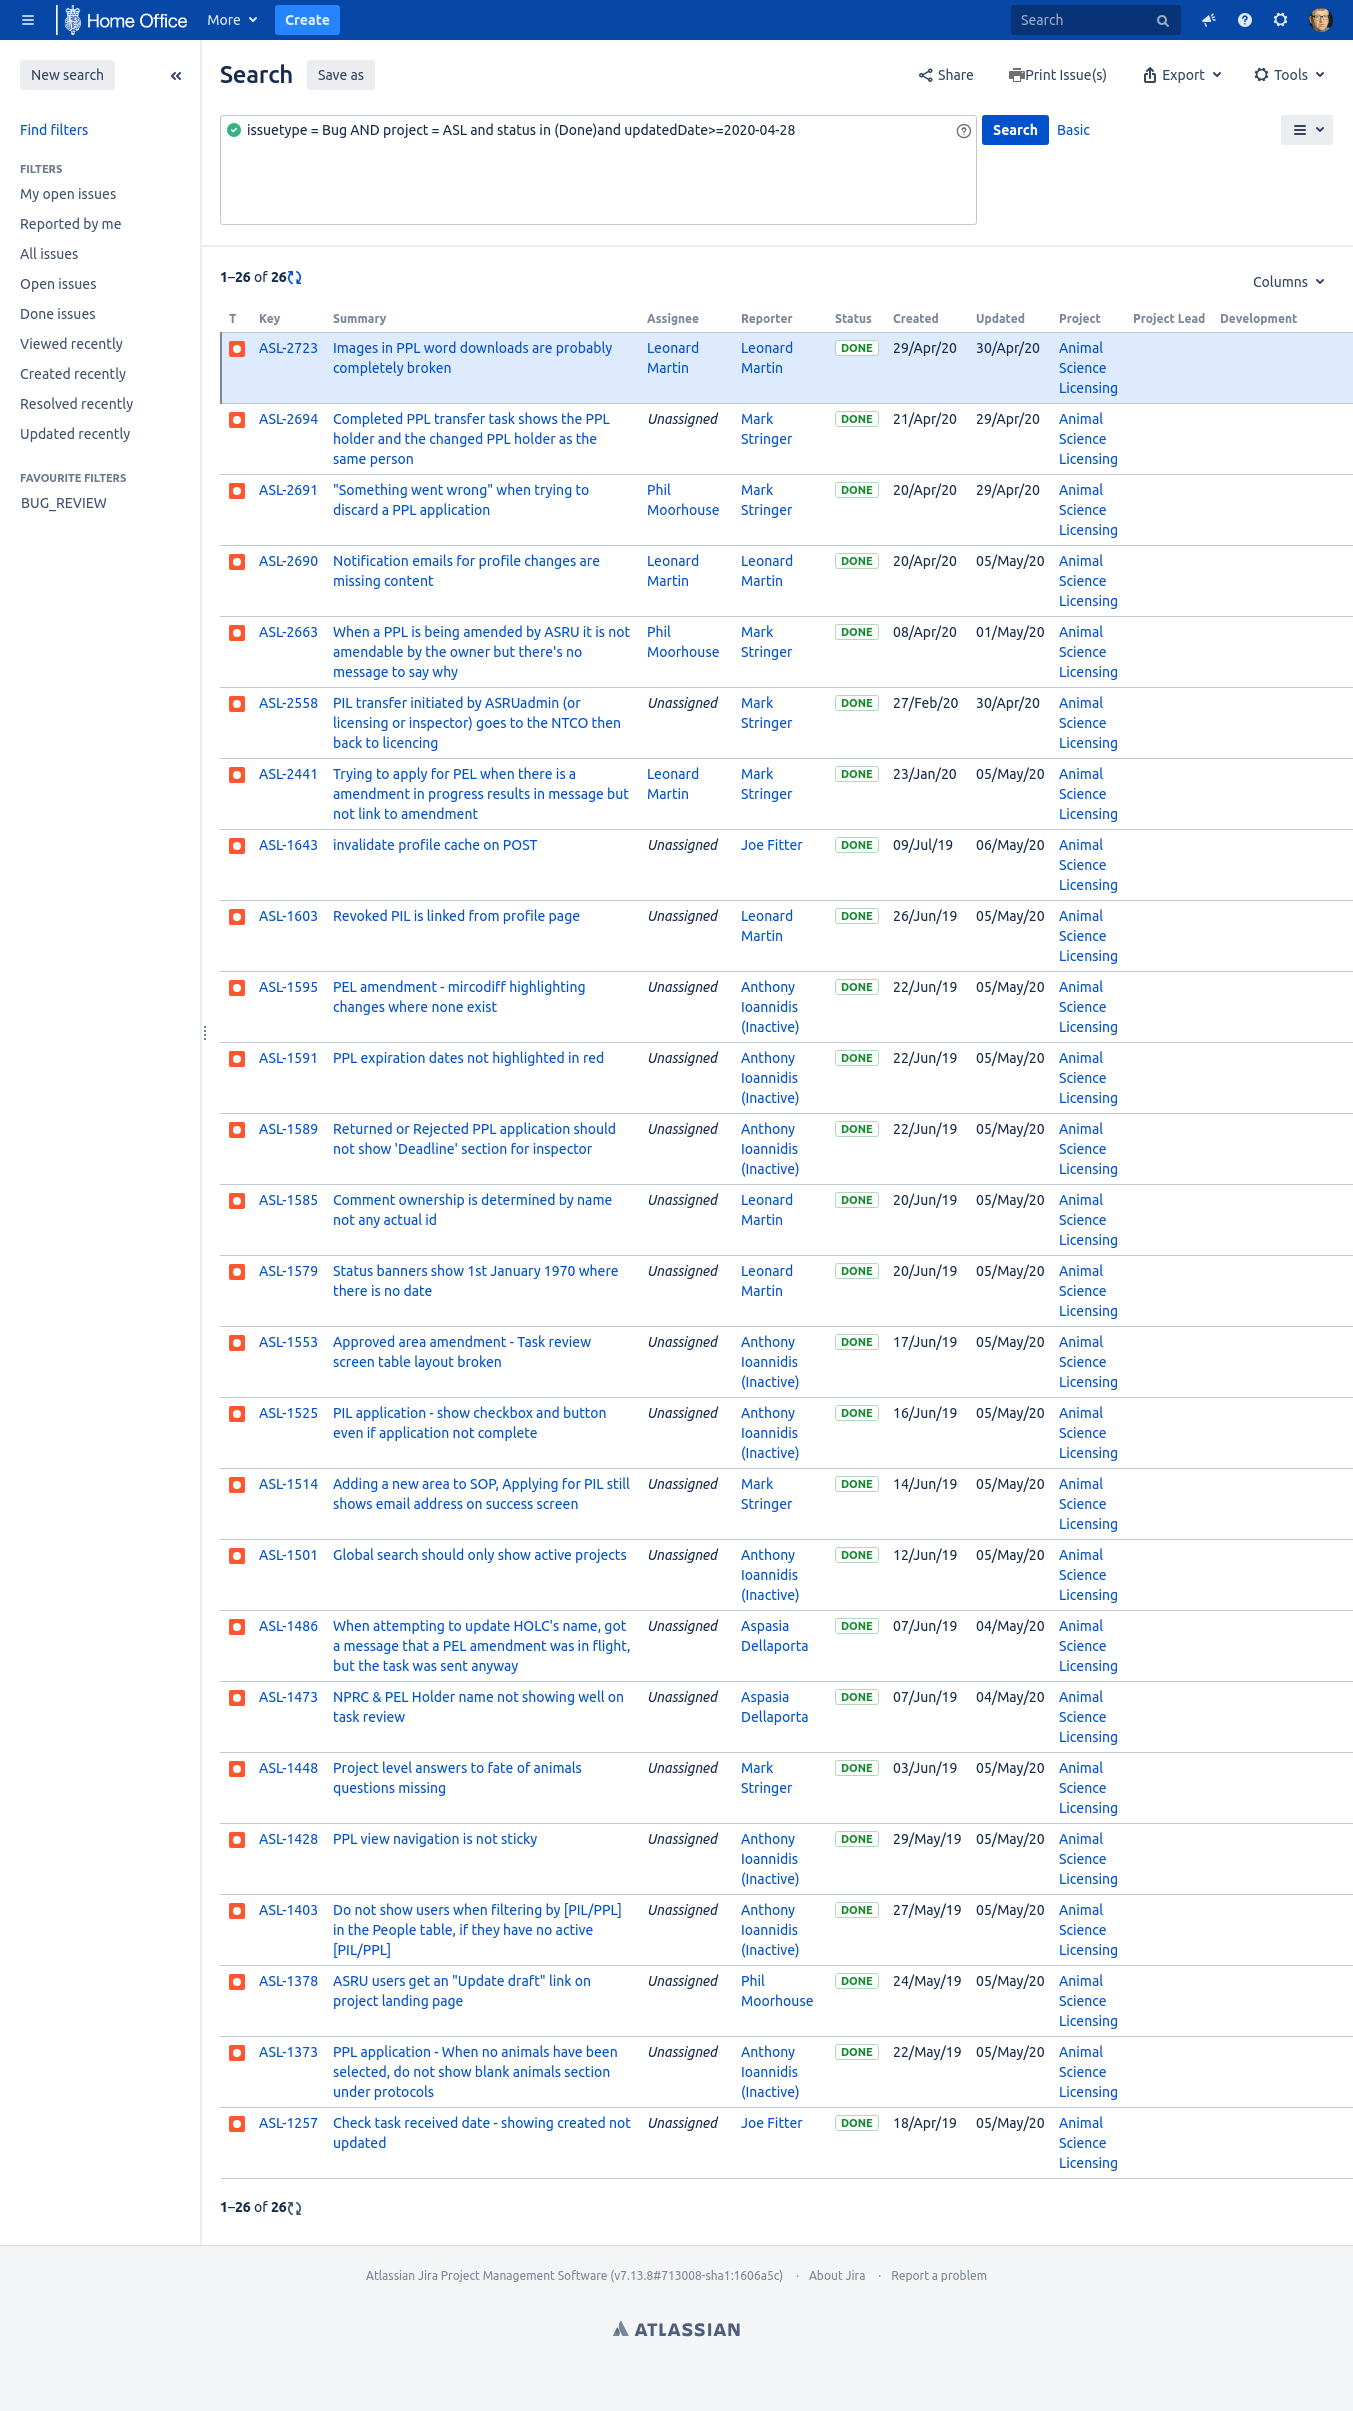 Home Office More Create Search
New search
Search Save as Share Print Issue(s) Export Tools
Find filters
FILTERS
My open issues
Reported by me
All issues
Open issues
Done issues
Viewed recently
Created recently
Resolved recently
Updated recently
FAVOURITE FILTERS
BUG_REVIEW
issuetype = Bug AND project = ASL and status in (Done)and updatedDate>=2020-04-28
Search Basic
1–26 of 26
Columns
T Key Summary Assignee Reporter Status Created Updated Project Project Lead Development
ASL-2723 Images in PPL word downloads are probably Leonard Leonard DONE 29/Apr/20 30/Apr/20 Animal
completely broken Martin Martin Science
Licensing
ASL-2694 Completed PPL transfer task shows the PPL Unassigned Mark DONE 21/Apr/20 29/Apr/20 Animal
holder and the changed PPL holder as the Stringer Science
same person Licensing
ASL-2691 "Something went wrong" when trying to Phil Mark DONE 20/Apr/20 29/Apr/20 Animal
discard a PPL application Moorhouse Stringer Science
Licensing
ASL-2690 Notification emails for profile changes are Leonard Leonard DONE 20/Apr/20 05/May/20 Animal
missing content Martin Martin Science
Licensing
ASL-2663 When a PPL is being amended by ASRU it is not Phil Mark DONE 08/Apr/20 01/May/20 Animal
amendable by the owner but there's no Moorhouse Stringer Science
message to say why Licensing
ASL-2558 PIL transfer initiated by ASRUadmin (or Unassigned Mark DONE 27/Feb/20 30/Apr/20 Animal
licensing or inspector) goes to the NTCO then Stringer Science
back to licencing Licensing
ASL-2441 Trying to apply for PEL when there is a Leonard Mark DONE 23/Jan/20 05/May/20 Animal
amendment in progress results in message but Martin Stringer Science
not link to amendment Licensing
ASL-1643 invalidate profile cache on POST Unassigned Joe Fitter DONE 09/Jul/19 06/May/20 Animal
Science
Licensing
ASL-1603 Revoked PIL is linked from profile page Unassigned Leonard DONE 26/Jun/19 05/May/20 Animal
Martin Science
Licensing
ASL-1595 PEL amendment - mircodiff highlighting Unassigned Anthony DONE 22/Jun/19 05/May/20 Animal
changes where none exist Ioannidis Science
(Inactive) Licensing
ASL-1591 PPL expiration dates not highlighted in red Unassigned Anthony DONE 22/Jun/19 05/May/20 Animal
Ioannidis Science
(Inactive) Licensing
ASL-1589 Returned or Rejected PPL application should Unassigned Anthony DONE 22/Jun/19 05/May/20 Animal
not show 'Deadline' section for inspector Ioannidis Science
(Inactive) Licensing
ASL-1585 Comment ownership is determined by name Unassigned Leonard DONE 20/Jun/19 05/May/20 Animal
not any actual id Martin Science
Licensing
ASL-1579 Status banners show 1st January 1970 where Unassigned Leonard DONE 20/Jun/19 05/May/20 Animal
there is no date Martin Science
Licensing
ASL-1553 Approved area amendment - Task review Unassigned Anthony DONE 17/Jun/19 05/May/20 Animal
screen table layout broken Ioannidis Science
(Inactive) Licensing
ASL-1525 PIL application - show checkbox and button Unassigned Anthony DONE 16/Jun/19 05/May/20 Animal
even if application not complete Ioannidis Science
(Inactive) Licensing
ASL-1514 Adding a new area to SOP, Applying for PIL still Unassigned Mark DONE 14/Jun/19 05/May/20 Animal
shows email address on success screen Stringer Science
Licensing
ASL-1501 Global search should only show active projects Unassigned Anthony DONE 12/Jun/19 05/May/20 Animal
Ioannidis Science
(Inactive) Licensing
ASL-1486 When attempting to update HOLC's name, got Unassigned Aspasia DONE 07/Jun/19 04/May/20 Animal
a message that a PEL amendment was in flight, Dellaporta Science
but the task was sent anyway Licensing
ASL-1473 NPRC & PEL Holder name not showing well on Unassigned Aspasia DONE 07/Jun/19 04/May/20 Animal
task review Dellaporta Science
Licensing
ASL-1448 Project level answers to fate of animals Unassigned Mark DONE 03/Jun/19 05/May/20 Animal
questions missing Stringer Science
Licensing
ASL-1428 PPL view navigation is not sticky Unassigned Anthony DONE 29/May/19 05/May/20 Animal
Ioannidis Science
(Inactive) Licensing
ASL-1403 Do not show users when filtering by [PIL/PPL] Unassigned Anthony DONE 27/May/19 05/May/20 Animal
in the People table, if they have no active Ioannidis Science
[PIL/PPL] (Inactive) Licensing
ASL-1378 ASRU users get an "Update draft" link on Unassigned Phil DONE 24/May/19 05/May/20 Animal
project landing page Moorhouse Science
Licensing
ASL-1373 PPL application - When no animals have been Unassigned Anthony DONE 22/May/19 05/May/20 Animal
selected, do not show blank animals section Ioannidis Science
under protocols (Inactive) Licensing
ASL-1257 Check task received date - showing created not Unassigned Joe Fitter DONE 18/Apr/19 05/May/20 Animal
updated Science
Licensing
1–26 of 26
Atlassian Jira Project Management Software (v7.13.8#713008-sha1:1606a5c) · About Jira · Report a problem
ATLASSIAN